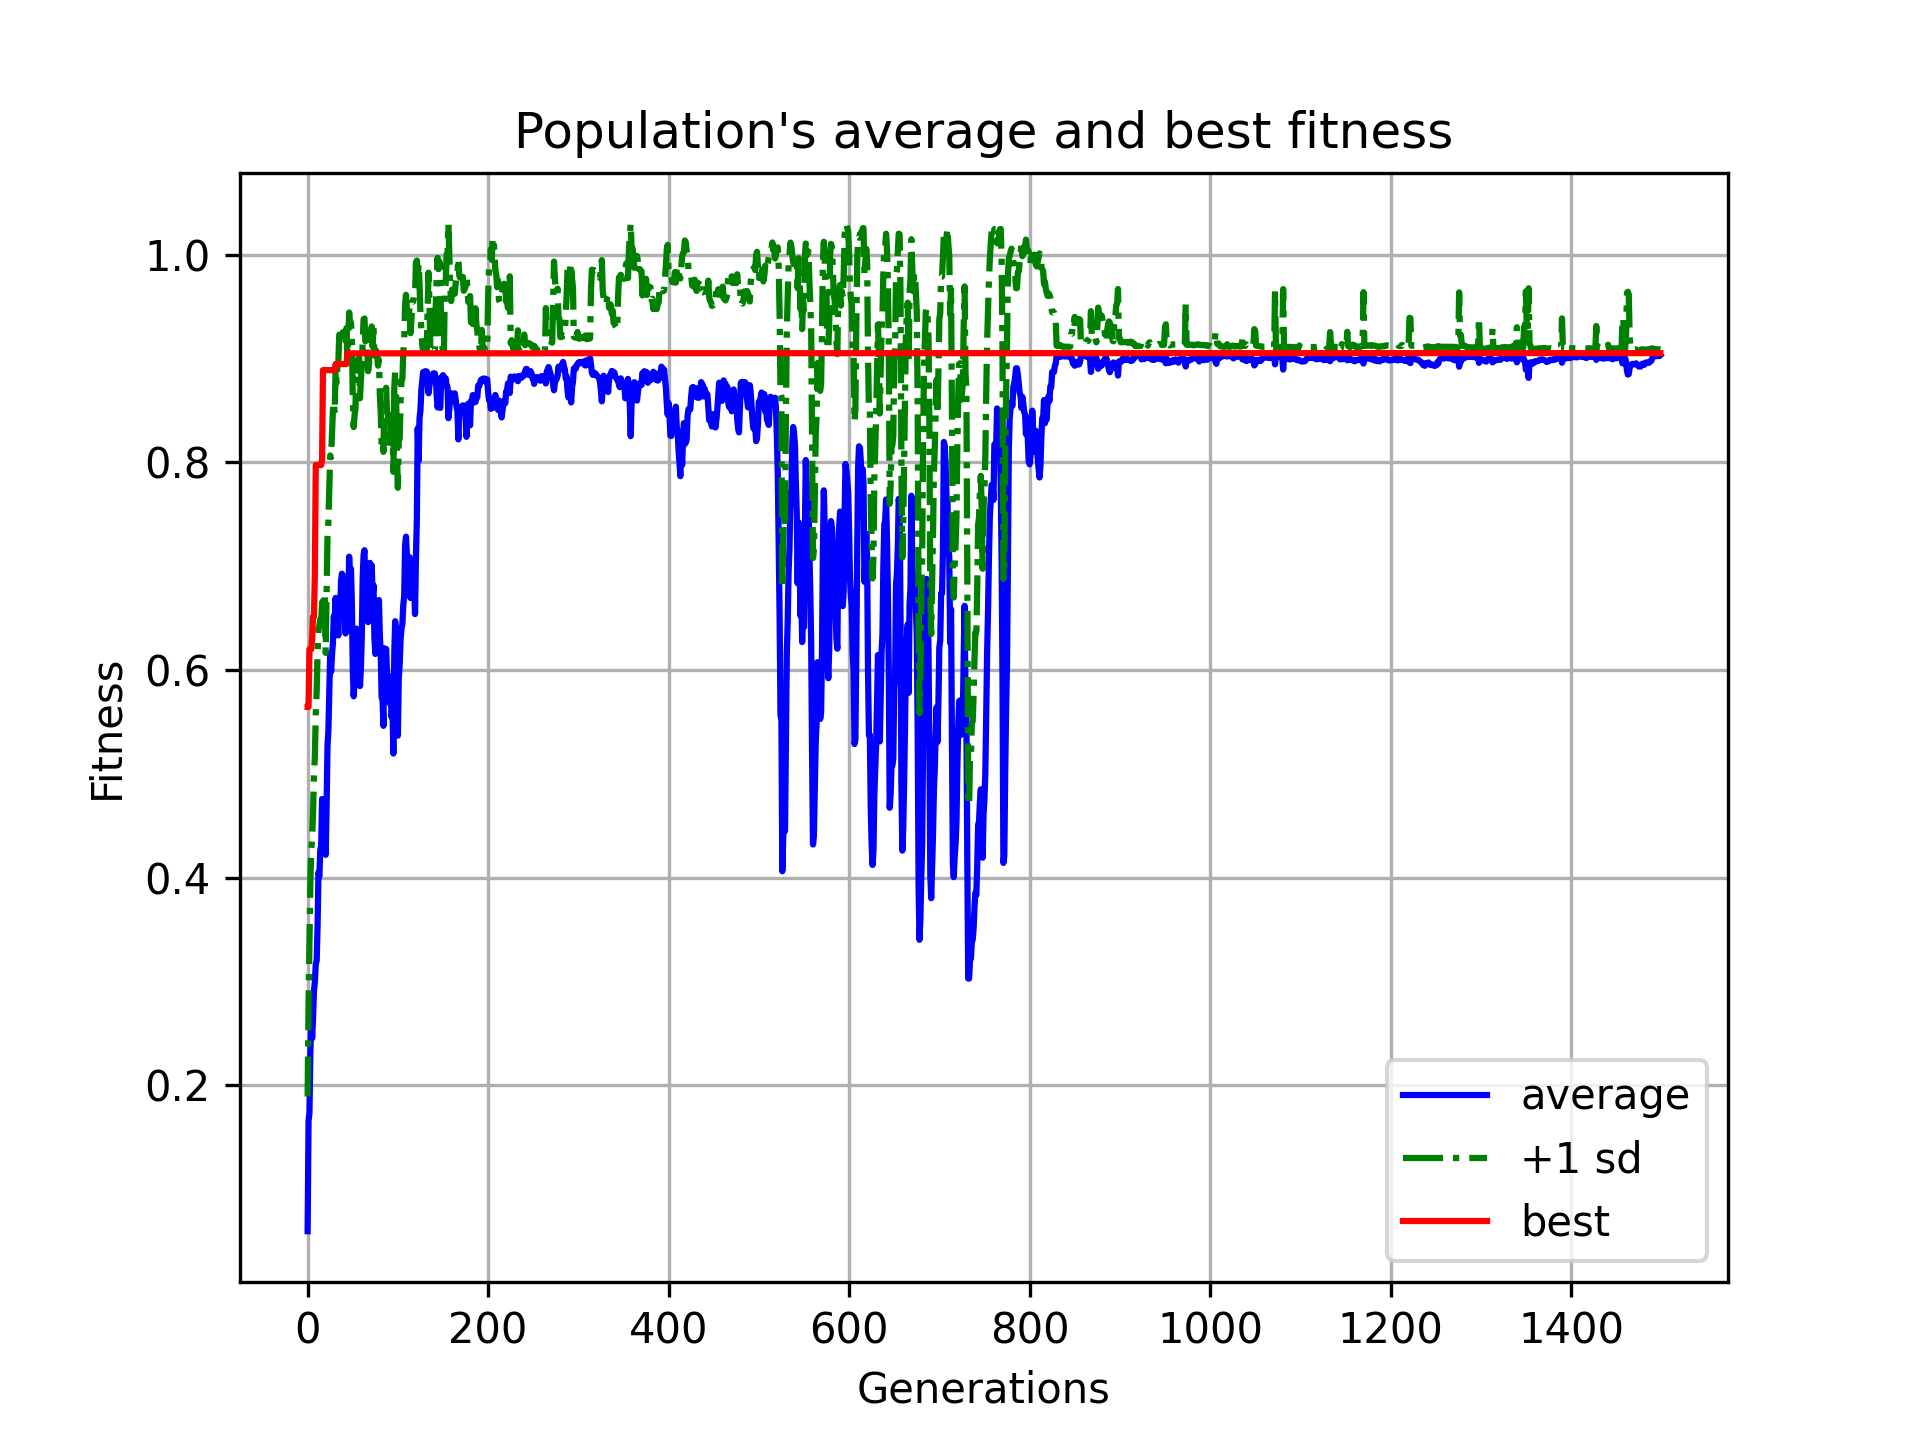 Population's average and best fitness
Fitness
1.0
0.8
0.6
0.4
0.2
0 200 400 600 800 1000 1200 1400
Generations
average
+1 sd
best